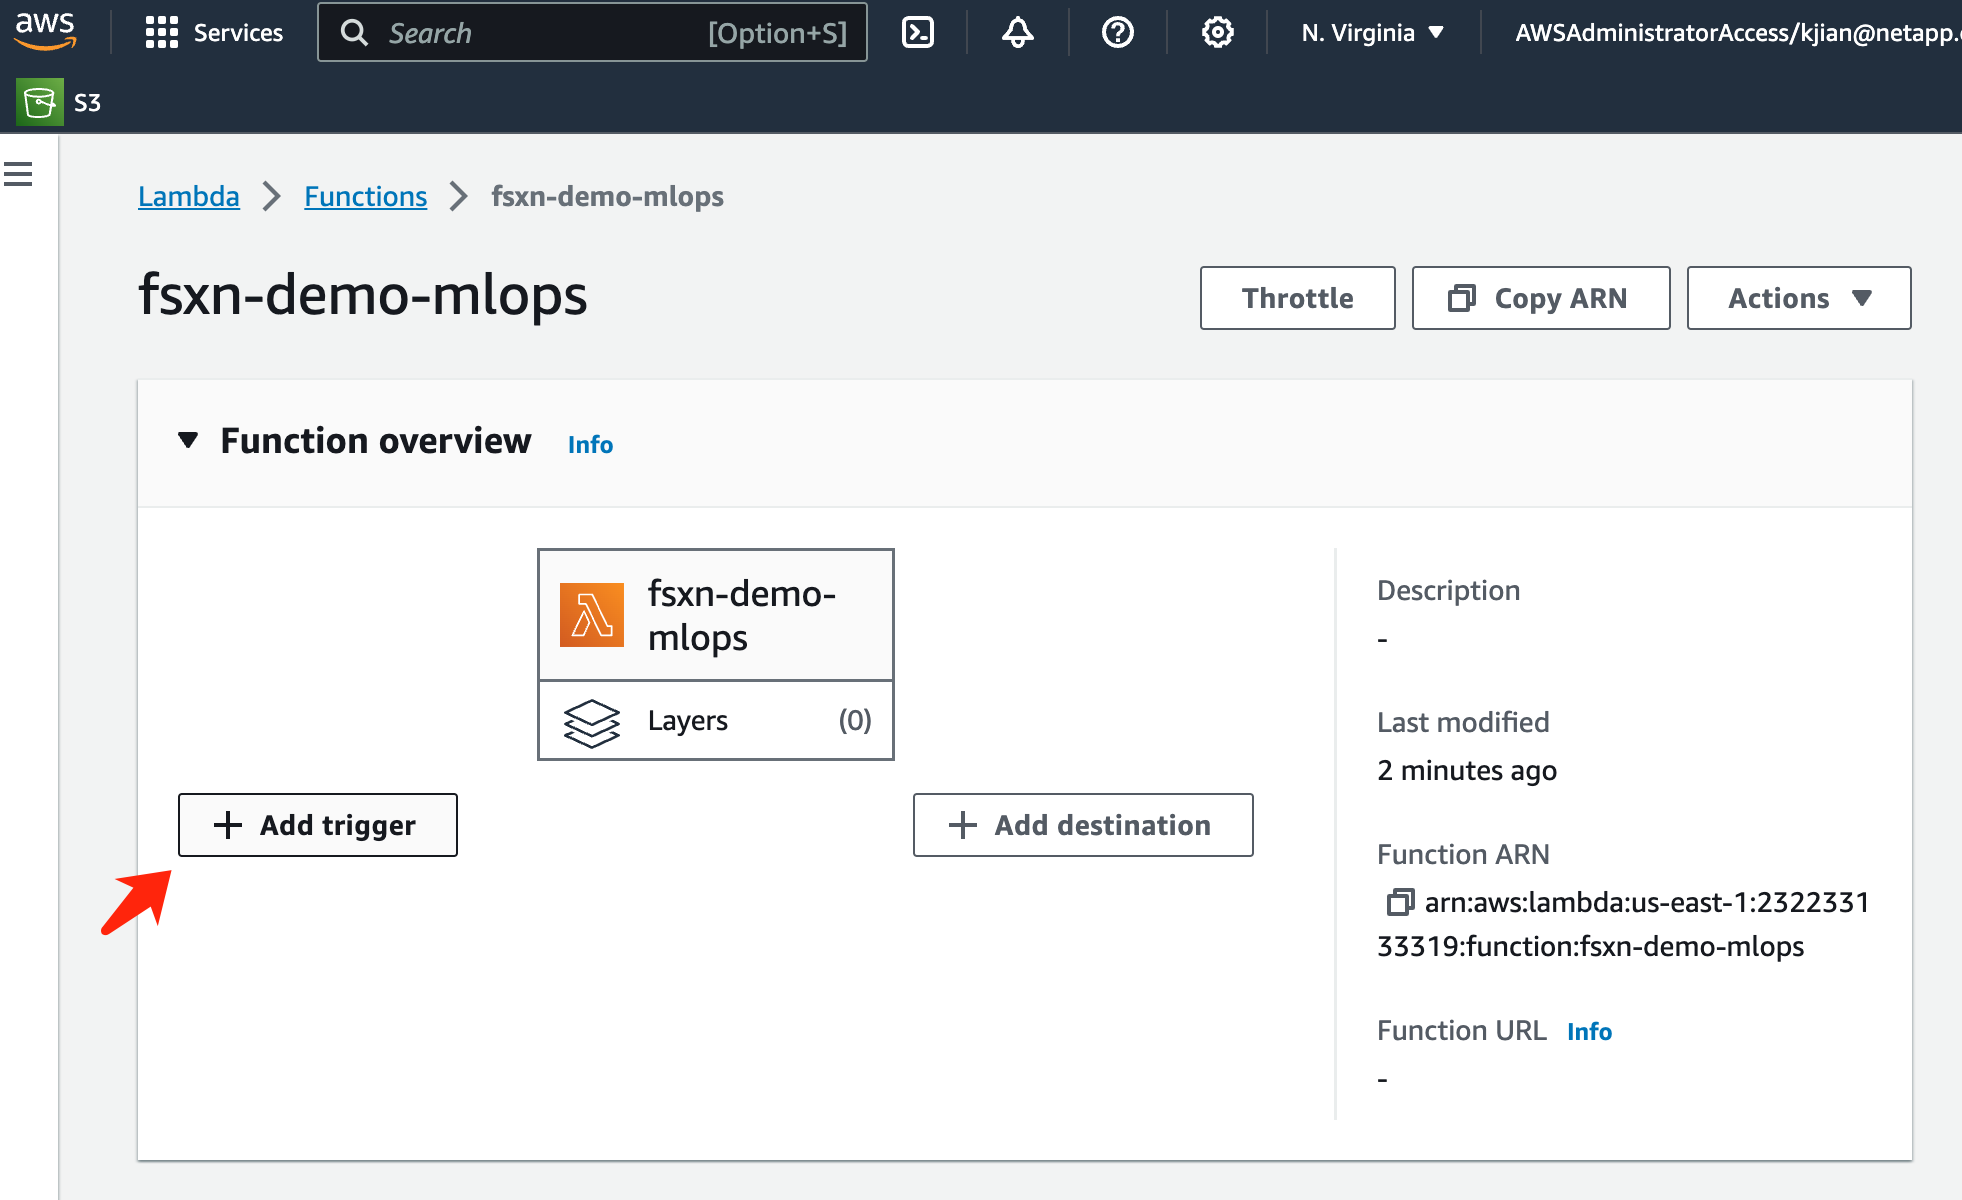 aws
Services
Search
[Option+S]
N. Virginia
AWSAdministratorAccess/kjian@netapp.
S3
Lambda
Functions
fsxn-demo-mlops
fsxn-demo-mlops
Throttle
Copy ARN
Actions
Function overview
Info
fsxn-demo-
mlops
Layers
(0)
Add trigger
Add destination
Description
-
Last modified
2 minutes ago
Function ARN
arn:aws:lambda:us-east-1:2322331
33319:function:fsxn-demo-mlops
Function URL
Info
-